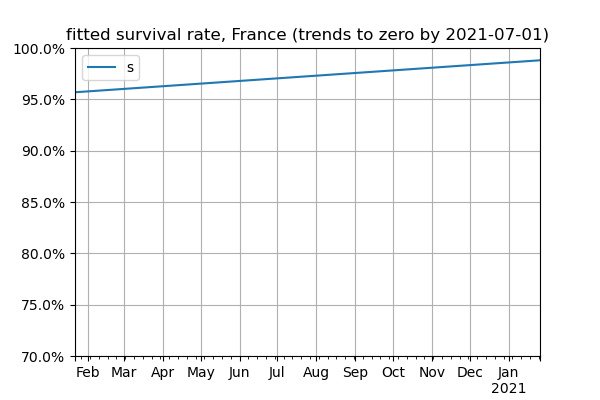 fitted survival rate, France (trends to zero by 2021-07-01)
s
100.0%
95.0%
90.0%
85.0%
80.0%
75.0%
70.0%
Feb Mar Apr May Jun Jul Aug Sep Oct Nov Dec Jan
2021